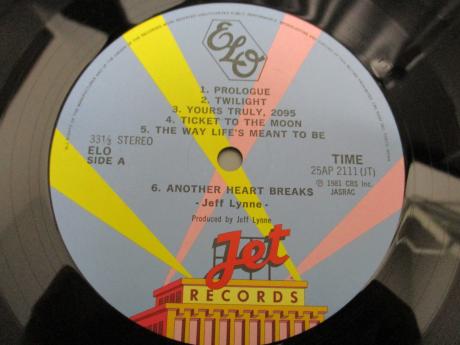 ELO
1. PROLOGUE
2. TWILIGHT
3. YOURS TRULY, 2095
4. TICKET TO THE MOON
5. THE WAY LIFE'S MEANT TO BE
33⅓ STEREO
ELO
SIDE A
TIME
25AP 2111 (JT)
Ⓟ 1981 CBS Inc.
JASRAC
6. ANOTHER HEART BREAKS
- Jeff Lynne -
Produced by Jeff Lynne
Jet
RECORDS